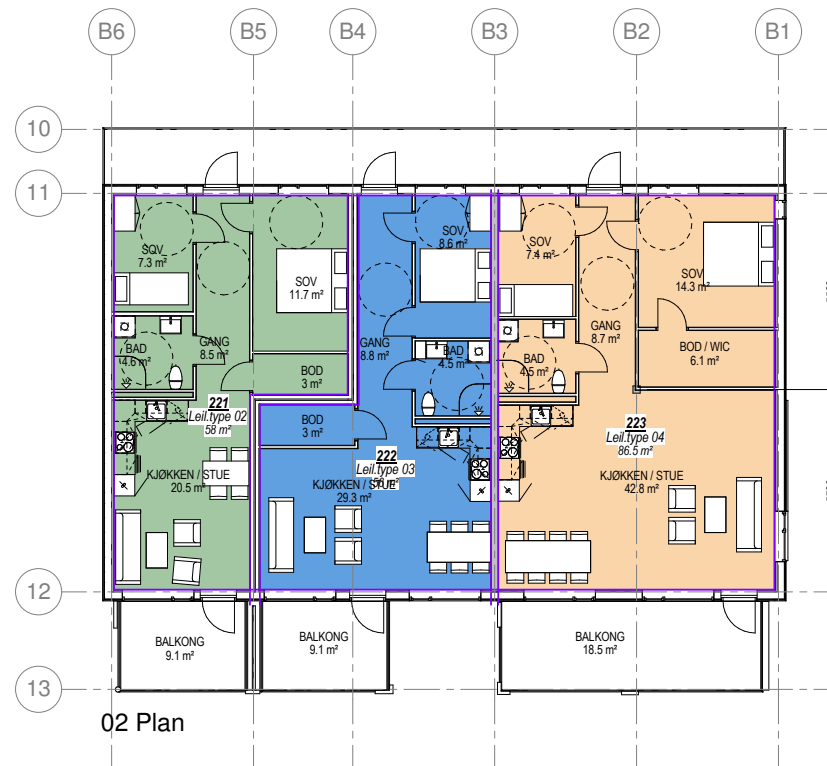 B6
B5
B4
B3
B2
B1
10
11
12
13
SOV
7.3 m²
SOV
11.7 m²
BAD
4.6 m²
GANG
8.5 m²
BOD
3 m²
221
Leil.type 02
58 m²
KJØKKEN / STUE
20.5 m²
BALKONG
9.1 m²
SOV
8.6 m²
GANG
8.8 m²
BAD
4.5 m²
BOD
3 m²
222
Leil.type 03
KJØKKEN / STUE
29.3 m²
BALKONG
9.1 m²
SOV
7.4 m²
SOV
14.3 m²
GANG
8.7 m²
BOD / WIC
6.1 m²
BAD
4.5 m²
223
Leil.type 04
86.5 m²
KJØKKEN / STUE
42.8 m²
BALKONG
18.5 m²
02 Plan